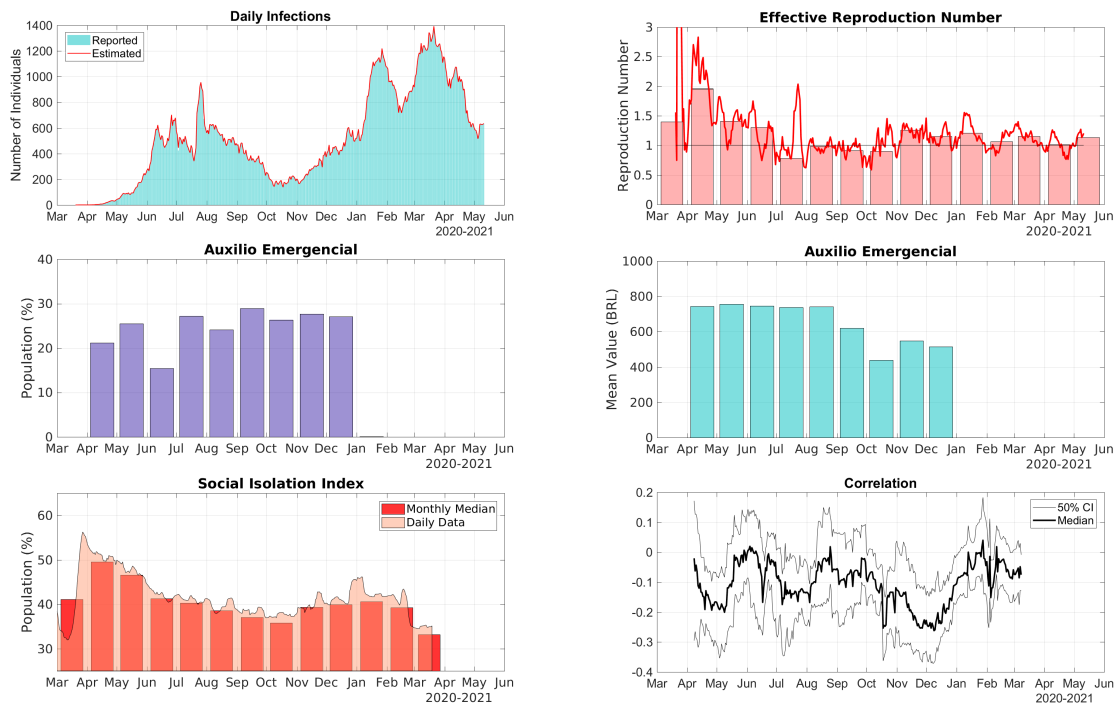 Daily Infections
Number of Individuals
1400
1200
1000
800
600
400
200
0
Reported
Estimated
Mar Apr May Jun Jul Aug Sep Oct Nov Dec Jan Feb Mar Apr May Jun
2020-2021
Effective Reproduction Number
Reproduction Number
3
2.5
2
1.5
1
0.5
0
Mar Apr May Jun Jul Aug Sep Oct Nov Dec Jan Feb Mar Apr May Jun
2020-2021
Auxilio Emergencial
Population (%)
40
30
20
10
0
Mar Apr May Jun Jul Aug Sep Oct Nov Dec Jan Feb Mar Apr May Jun
2020-2021
Auxilio Emergencial
Mean Value (BRL)
1000
800
600
400
200
0
Mar Apr May Jun Jul Aug Sep Oct Nov Dec Jan Feb Mar Apr May Jun
2020-2021
Social Isolation Index
Population (%)
60
50
40
30
Monthly Median
Daily Data
Mar Apr May Jun Jul Aug Sep Oct Nov Dec Jan Feb Mar Apr May Jun
2020-2021
Correlation
0.2
0.1
0
-0.1
-0.2
-0.3
-0.4
50% CI
Median
Mar Apr May Jun Jul Aug Sep Oct Nov Dec Jan Feb Mar Apr May Jun
2020-2021